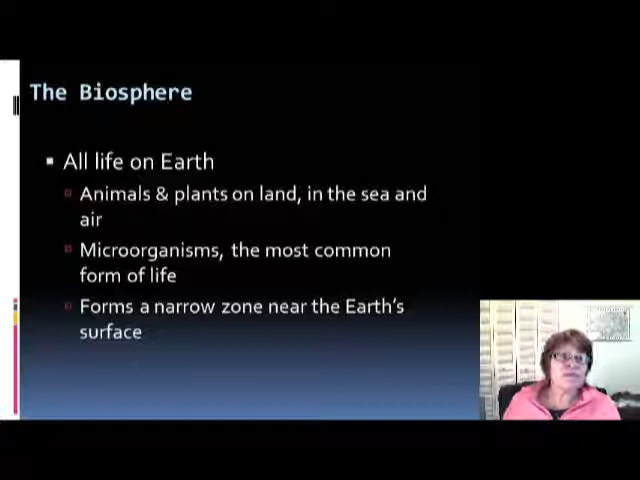 The Biosphere
All life on Earth
Animals & plants on land, in the sea and
air
Microorganisms, the most common
form of life
Forms a narrow zone near the Earth's
surface